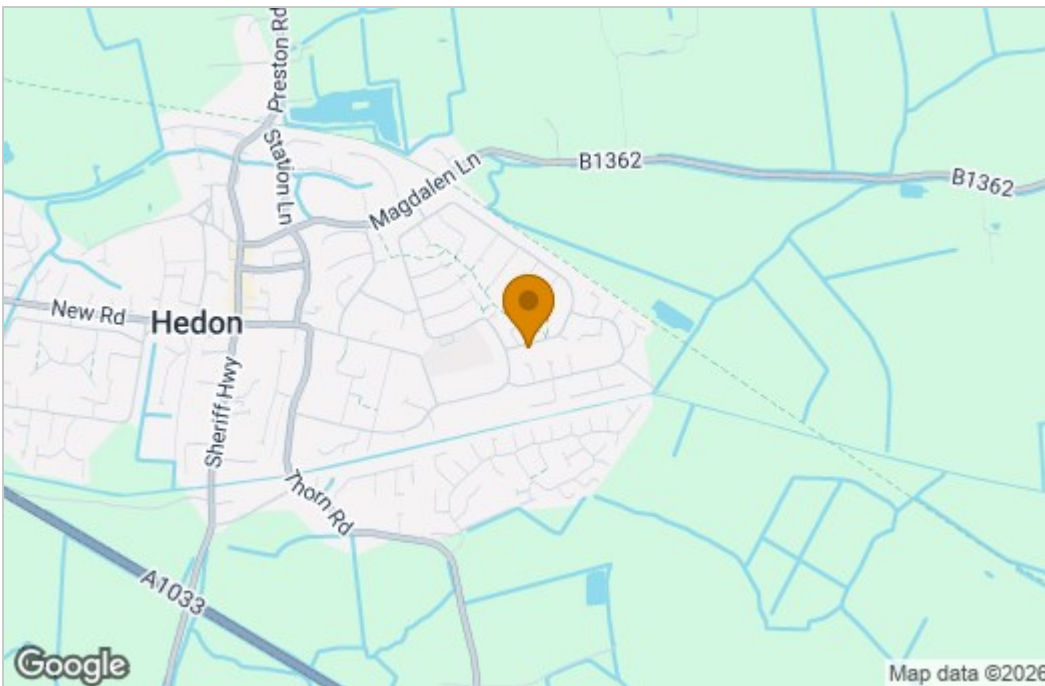 Preston Rd
Station Ln
Magdalen Ln
B1362
B1362
New Rd
Hedon
Sheriff Hwy
Thorn Rd
A1033
Google
Map data ©2026